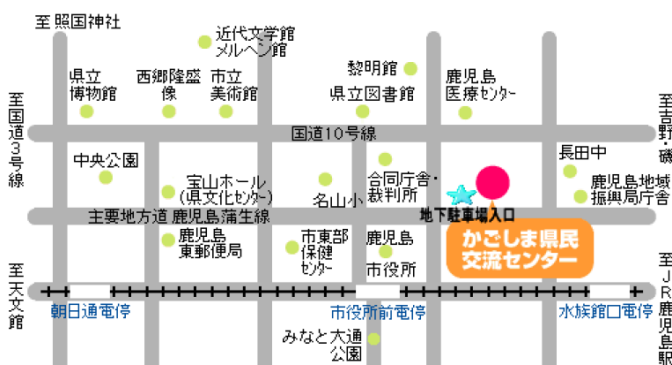 至照国神社
近代文学館
メルヘン館
県立
博物館
西郷隆盛
像
市立
美術館
黎明館
県立図書館
鹿児島
医療センター
至国道3号線
国道10号線
至吉野・磯
中央公園
宝山ホール
(県文化センター)
名山小
合同庁舎・
裁判所
長田中
鹿児島地域
振興局庁舎
主要地方道 鹿児島蒲生線
地下駐車場入口
かごしま県民
交流センター
鹿児島
東郵便局
市東部
保健
センター
鹿児島
市役所
至天文館
至JR鹿児島駅
朝日通電停
市役所前電停
水族館口電停
みなと大通
公園